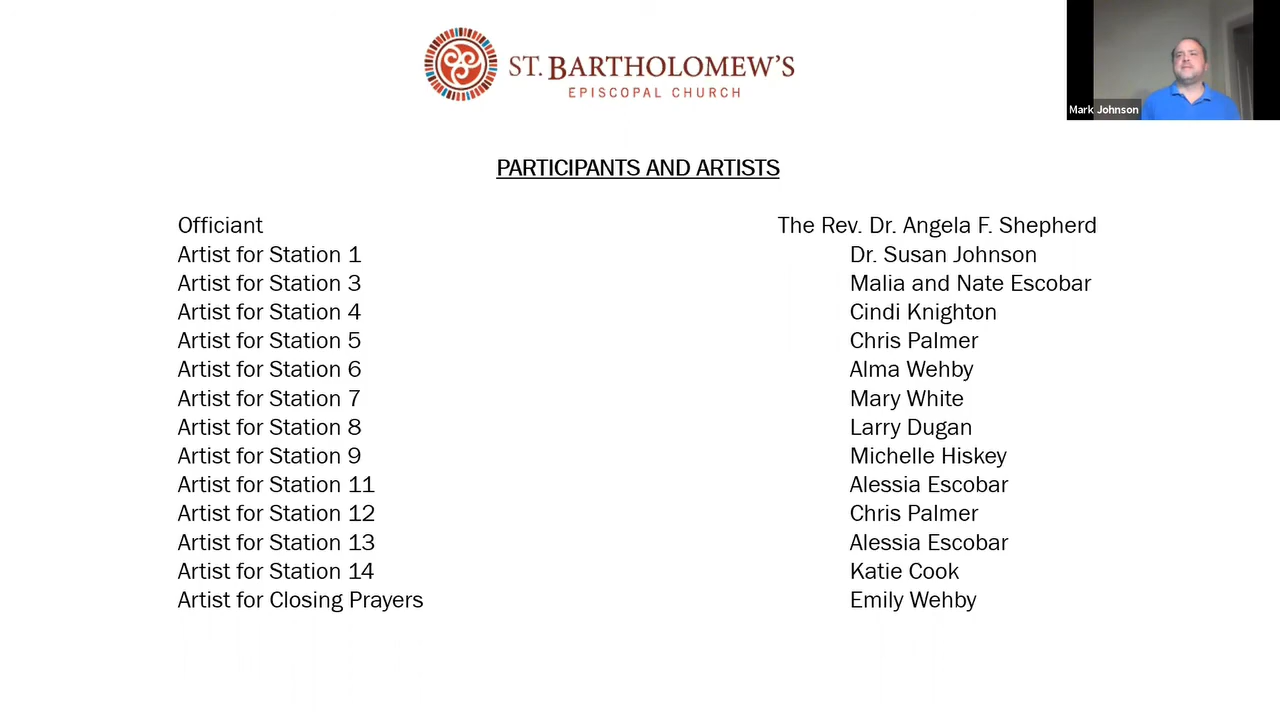 ST. BARTHOLOMEW'S
EPISCOPAL CHURCH
Mark Johnson
PARTICIPANTS AND ARTISTS
Officiant The Rev. Dr. Angela F. Shepherd
Artist for Station 1 Dr. Susan Johnson
Artist for Station 3 Malia and Nate Escobar
Artist for Station 4 Cindi Knighton
Artist for Station 5 Chris Palmer
Artist for Station 6 Alma Wehby
Artist for Station 7 Mary White
Artist for Station 8 Larry Dugan
Artist for Station 9 Michelle Hiskey
Artist for Station 11 Alessia Escobar
Artist for Station 12 Chris Palmer
Artist for Station 13 Alessia Escobar
Artist for Station 14 Katie Cook
Artist for Closing Prayers Emily Wehby